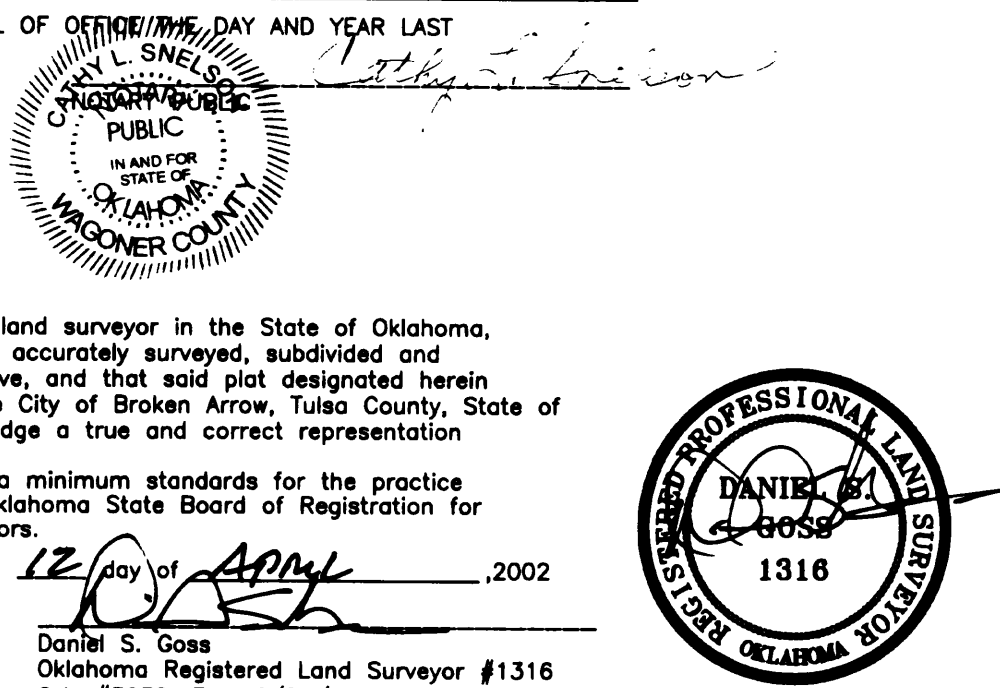 OF OFFICE THE DAY AND YEAR LAST
Cathy L. Snelson
NOTARY PUBLIC
CATHY L. SNELSON
NOTARY
PUBLIC
IN AND FOR
STATE OF
OKLAHOMA
WAGONER COUNTY
land surveyor in the State of Oklahoma,
accurately surveyed, subdivided and
ve, and that said plat designated herein
City of Broken Arrow, Tulsa County, State of
dge a true and correct representation
a minimum standards for the practice
klahoma State Board of Registration for
ors.
12 day of April ,2002
Daniel S. Goss
Oklahoma Registered Land Surveyor #1316
REGISTERED PROFESSIONAL LAND SURVEYOR
DANIEL S.
GOSS
1316
OKLAHOMA